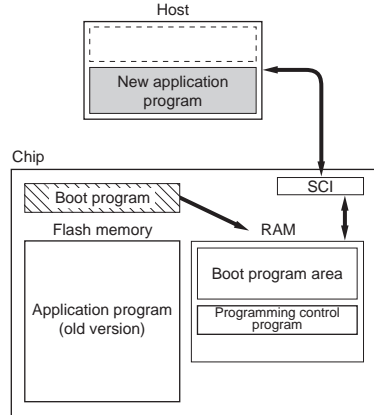 Host
New application
program
Chip
SCI
Boot program
Flash memory
RAM
Boot program area
Application program
(old version)
Programming control
program